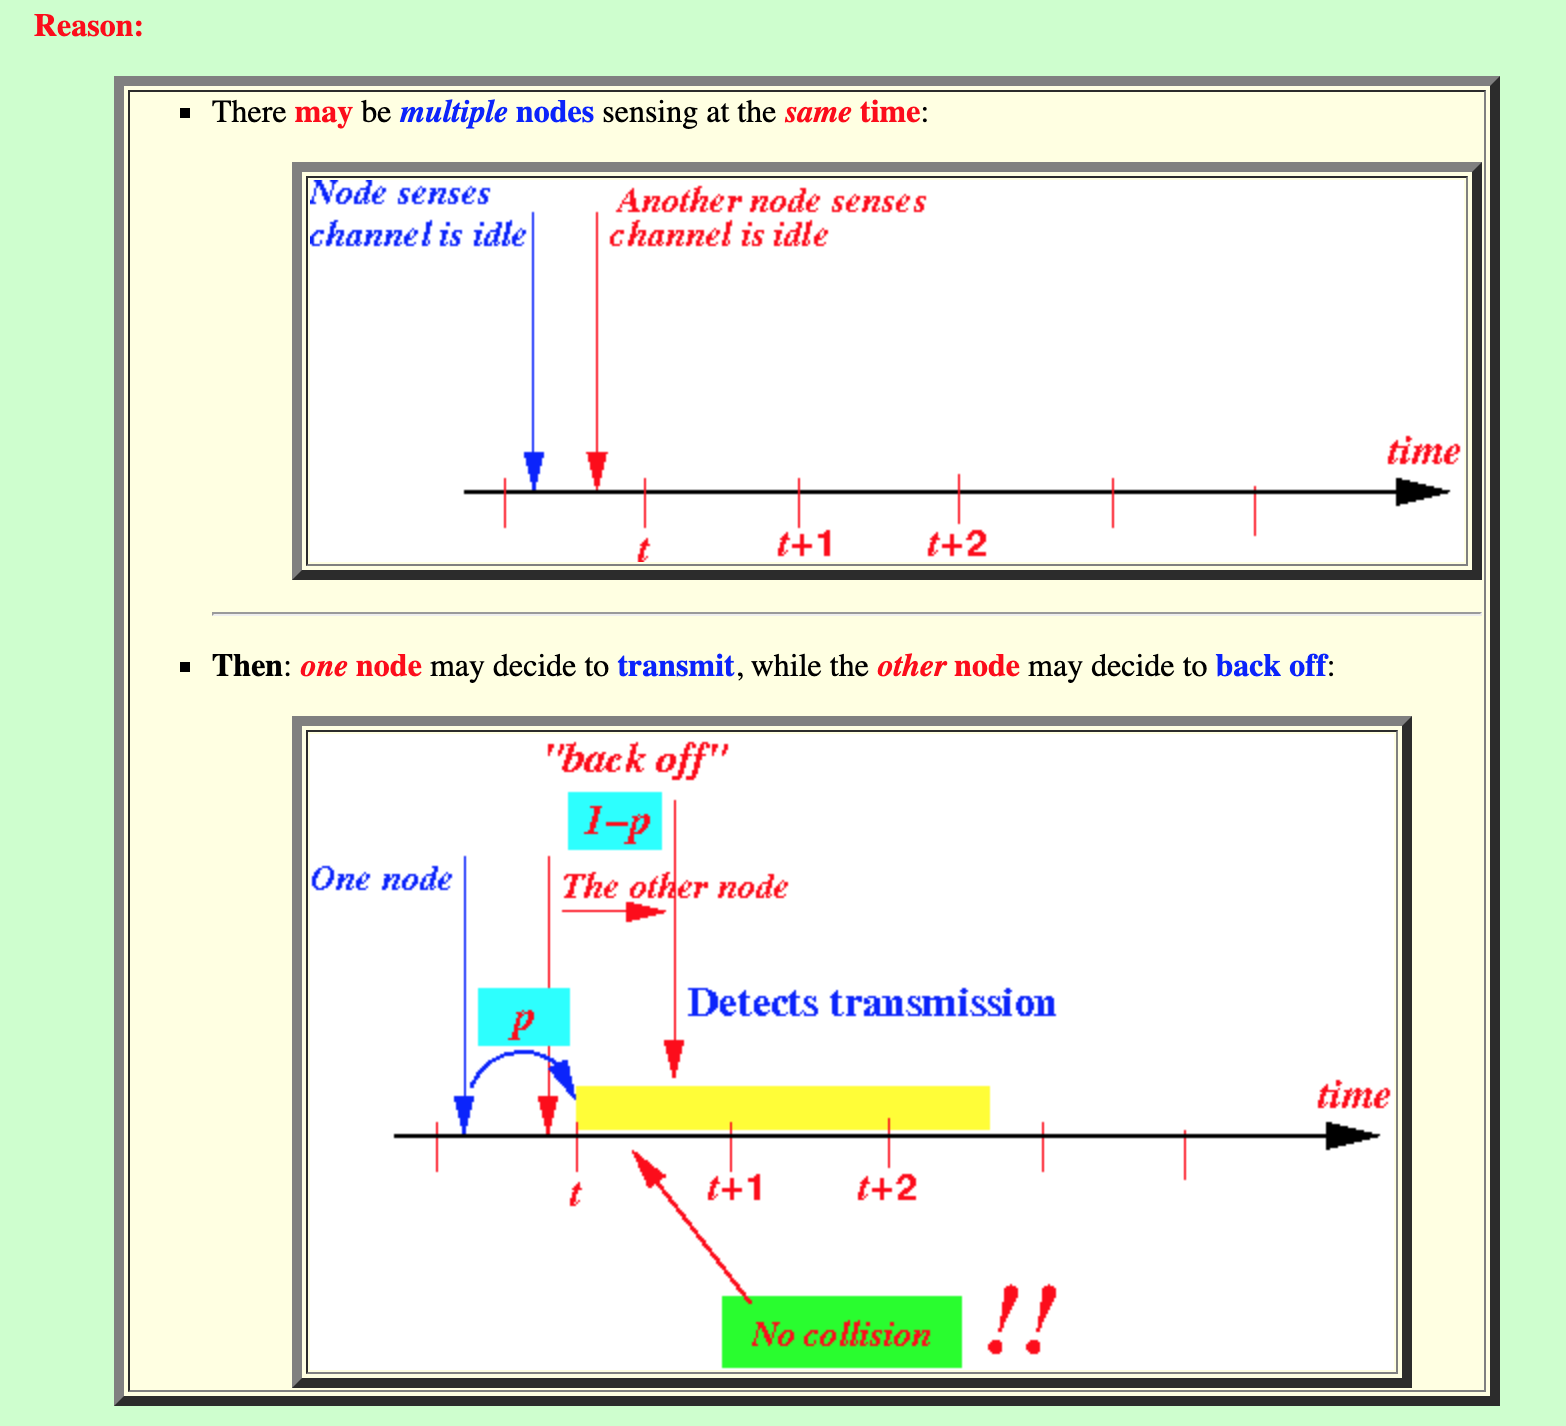 Reason:
There may be multiple nodes sensing at the same time:
Node senses
channel is idle
Another node senses
channel is idle
time
t
t+1
t+2
Then: one node may decide to transmit, while the other node may decide to back off:
"back off"
1-p
One node
The other node
p
Detects transmission
time
t
t+1
t+2
No collision
!!